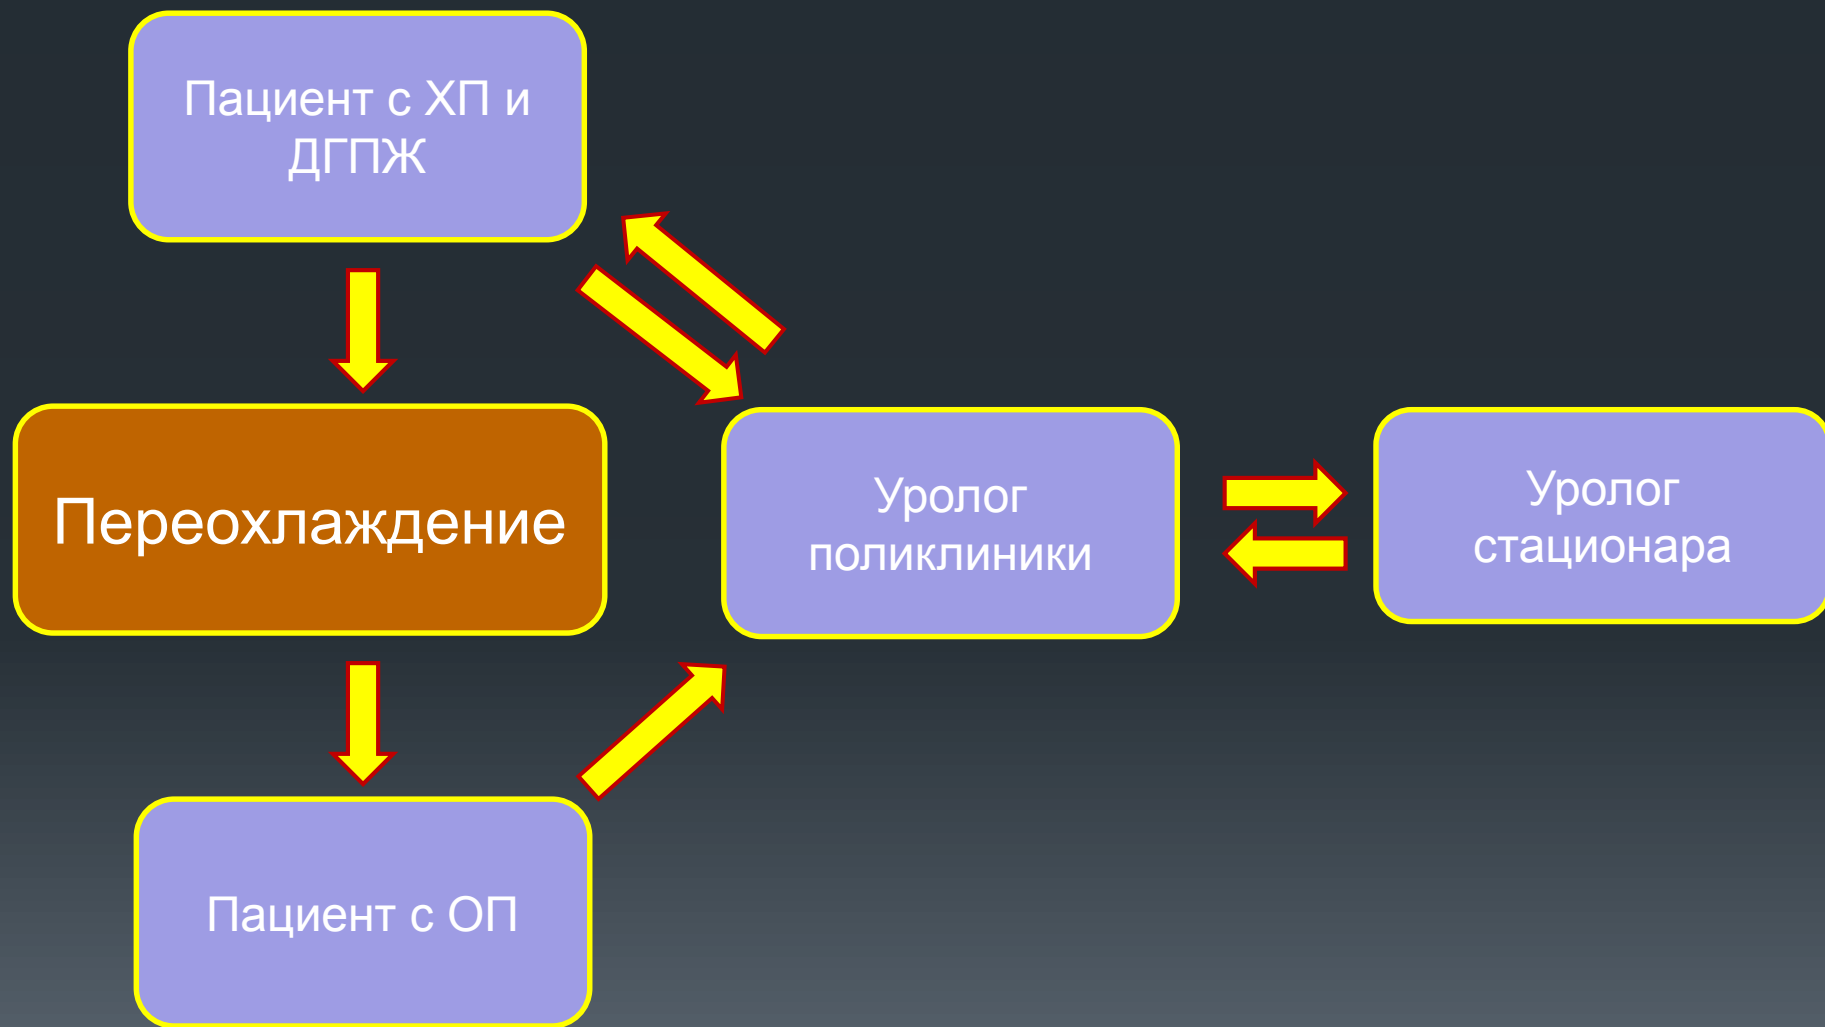 Пациент с ХП и
ДГПЖ
Переохлаждение
Уролог
поликлиники
Уролог
стационара
Пациент с ОП